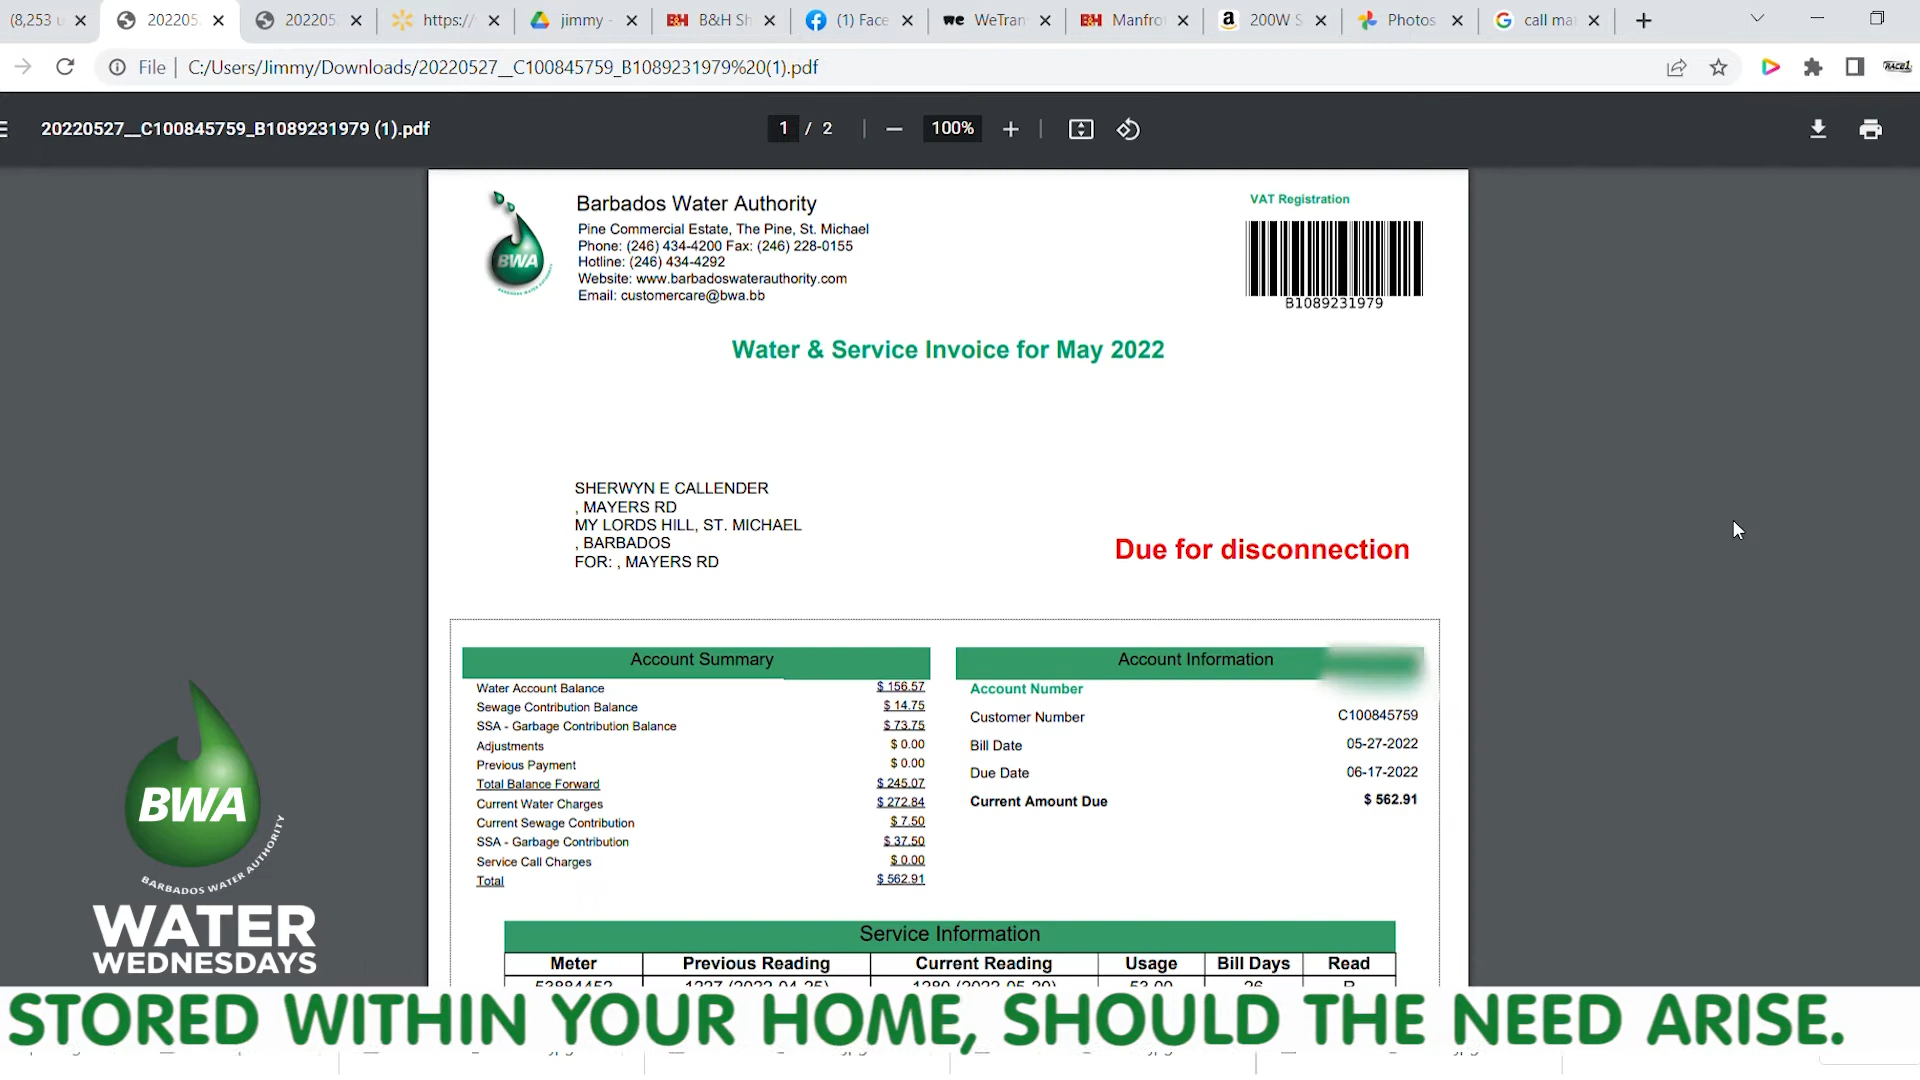 (8,253 u
202205
202205
https://
jimmy -
B&H Sh
(1) Face
WeTran
Manfro
200W S
Photos
call ma
File
C:/Users/Jimmy/Downloads/20220527__C100845759_B1089231979%20(1).pdf
RACE1
20220527__C100845759_B1089231979 (1).pdf
1 / 2
100%
Barbados Water Authority
Pine Commercial Estate, The Pine, St. Michael
Phone: (246) 434-4200 Fax: (246) 228-0155
Hotline: (246) 434-4292
Website: www.barbadoswaterauthority.com
Email: customercare@bwa.bb
BWA
VAT Registration
B1089231979
Water & Service Invoice for May 2022
SHERWYN E CALLENDER
, MAYERS RD
MY LORDS HILL, ST. MICHAEL
, BARBADOS
FOR: , MAYERS RD
Due for disconnection
Account Summary
Water Account Balance $ 156.57
Sewage Contribution Balance $ 14.75
SSA - Garbage Contribution Balance $ 73.75
Adjustments $ 0.00
Previous Payment $ 0.00
Total Balance Forward $ 245.07
Current Water Charges $ 272.84
Current Sewage Contribution $ 7.50
SSA - Garbage Contribution $ 37.50
Service Call Charges $ 0.00
Total $ 562.91
Account Information
Account Number
Customer Number C100845759
Bill Date 05-27-2022
Due Date 06-17-2022
Current Amount Due $ 562.91
Service Information
Meter Previous Reading Current Reading Usage Bill Days Read
BWA
BARBADOS WATER AUTHORITY
WATER
WEDNESDAYS
STORED WITHIN YOUR HOME, SHOULD THE NEED ARISE.